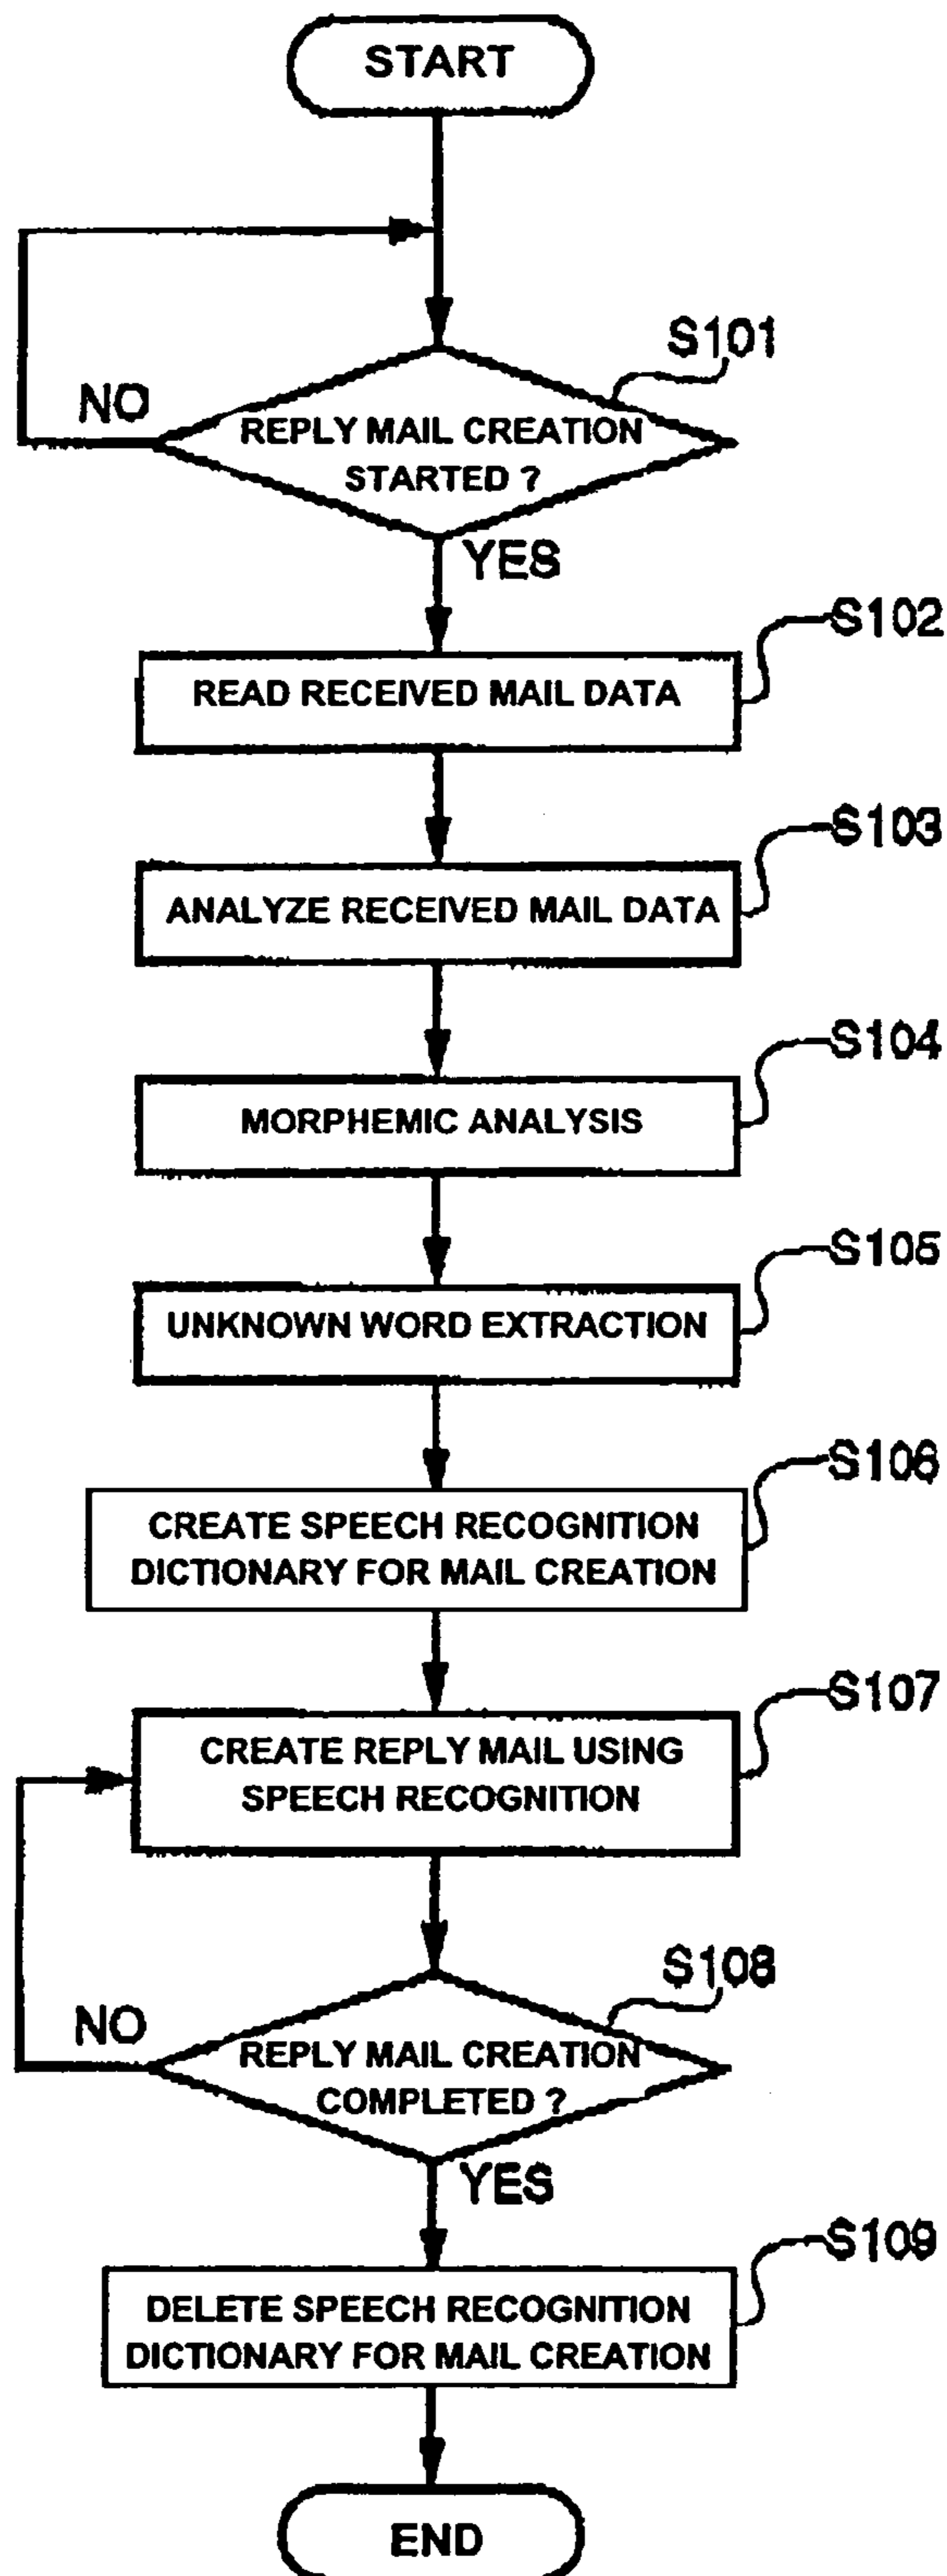 START
S101
NO
REPLY MAIL CREATION
STARTED ?
YES
S102
READ RECEIVED MAIL DATA
S103
ANALYZE RECEIVED MAIL DATA
S104
MORPHEMIC ANALYSIS
S105
UNKNOWN WORD EXTRACTION
S106
CREATE SPEECH RECOGNITION
DICTIONARY FOR MAIL CREATION
S107
CREATE REPLY MAIL USING
SPEECH RECOGNITION
S108
NO
REPLY MAIL CREATION
COMPLETED ?
YES
S109
DELETE SPEECH RECOGNITION
DICTIONARY FOR MAIL CREATION
END